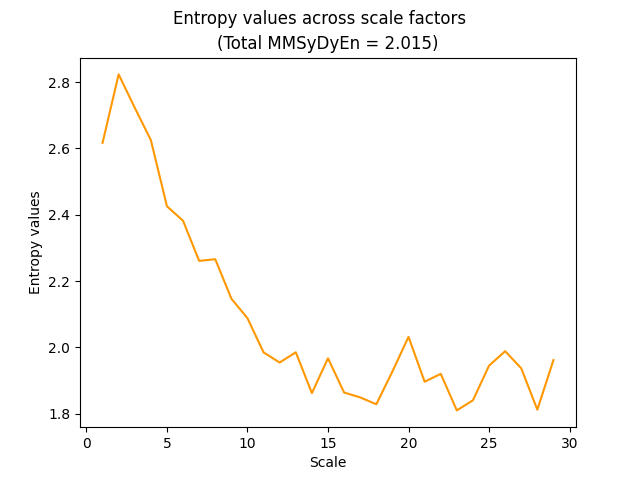 Entropy values across scale factors
(Total MMSyDyEn = 2.015)
Entropy values
2.8
2.6
2.4
2.2
2.0
1.8
0 5 10 15 20 25 30
Scale